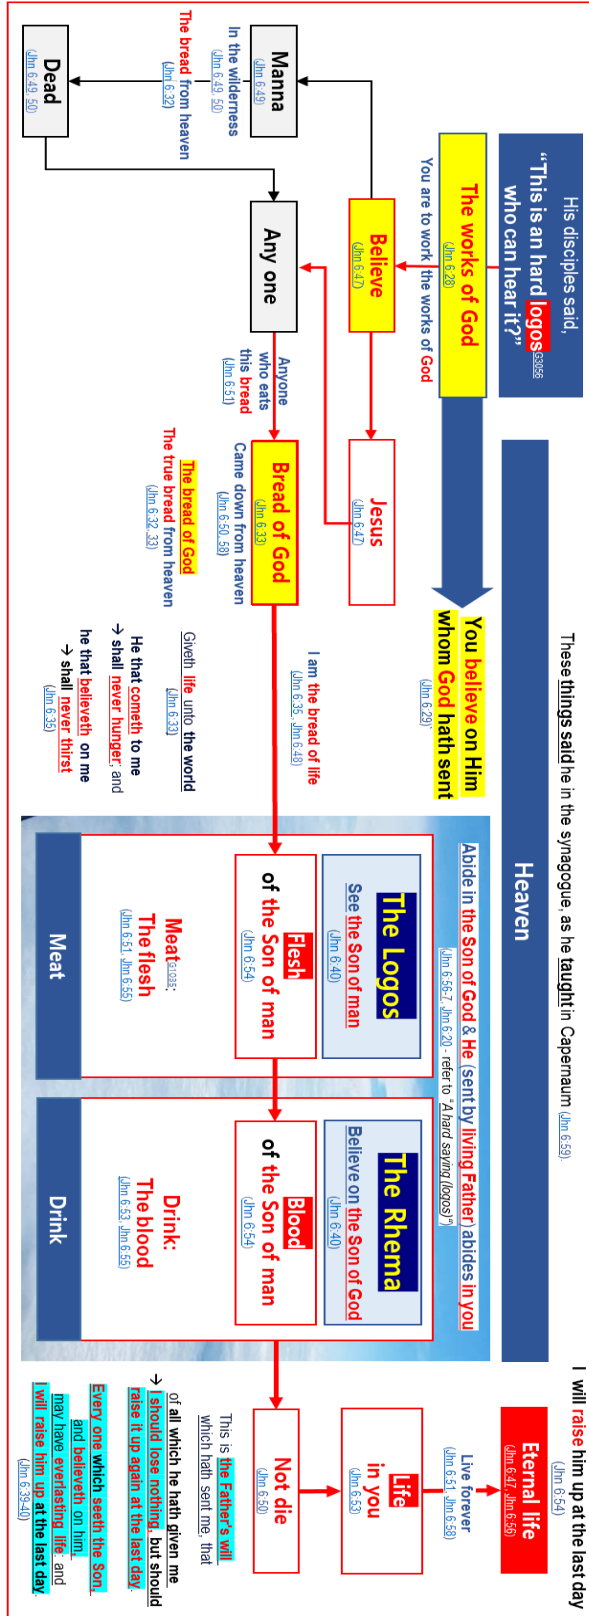 His disciples said,
“This is an hard logosG3056
who can hear it?”
These things said he in the synagogue, as he taught in Capernaum (Jhn 6:59).
I will raise him up at the last day
(Jhn 6:54)
The works of God
(Jhn 6:28)
You are to work the works of God
You believe on Him
whom God hath sent
(Jhn 6:29)
Heaven
Abide in the Son of God & He (sent by living Father) abides in you
(Jhn 6:56-7, Jhn 6:20 - refer to “A hard saying (logos)”)
Eternal life
(Jhn 6:47, Jhn 6:56)
Live forever
(Jhn 6:51, Jhn 6:58)
Believe
(Jhn 6:47)
Jesus
(Jhn 6:47)
Manna
(Jhn 6:49)
In the wilderness
(Jhn 6:49, 50)
The bread from heaven
(Jhn 6:32)
Dead
(Jhn 6:49, 50)
Any one
Anyone
who eats
this bread
(Jhn 6:51)
Bread of God
(Jhn 6:33)
Came down from heaven
(Jhn 6:50, 58)
The bread of God
The true bread from heaven
(Jhn 6:32, 33)
I am the bread of life
(Jhn 6:35, Jhn 6:48)
Giveth life unto the world
(Jhn 6:33)
He that cometh to me
→ shall never hunger; and
he that believeth on me
→ shall never thirst
(Jhn 6:35)
The Logos
See the Son of man
(Jhn 6:40)
Flesh
of the Son of man
(Jhn 6:54)
MeatG1035:
The flesh
(Jhn 6:51, Jhn 6:55)
Meat
The Rhema
Believe on the Son of God
(Jhn 6:40)
Blood
of the Son of man
(Jhn 6:54)
Drink:
The blood
(Jhn 6:53, Jhn 6:55)
Drink
Life
in you
(Jhn 6:53)
Not die
(Jhn 6:50)
This is the Father's will
which hath sent me, that
of all which he hath given me
→ I should lose nothing, but should
raise it up again at the last day.
Every one which seeth the Son,
and believeth on him,
may have everlasting life: and
I will raise him up at the last day.
(Jhn 6:39-40)